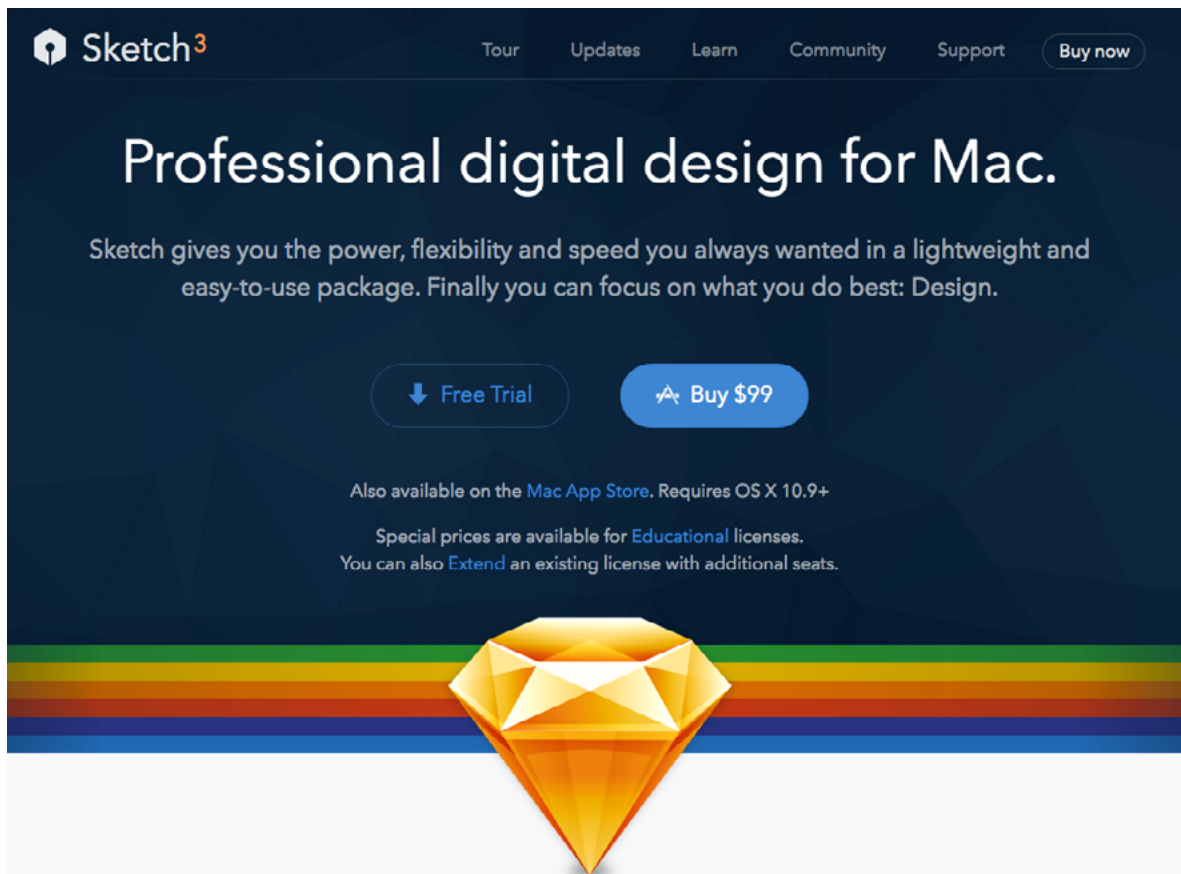 Sketch3
Tour Updates Learn Community Support Buy now
Professional digital design for Mac.
Sketch gives you the power, flexibility and speed you always wanted in a lightweight and
easy-to-use package. Finally you can focus on what you do best: Design.
Free Trial Buy $99
Also available on the Mac App Store. Requires OS X 10.9+
Special prices are available for Educational licenses.
You can also Extend an existing license with additional seats.